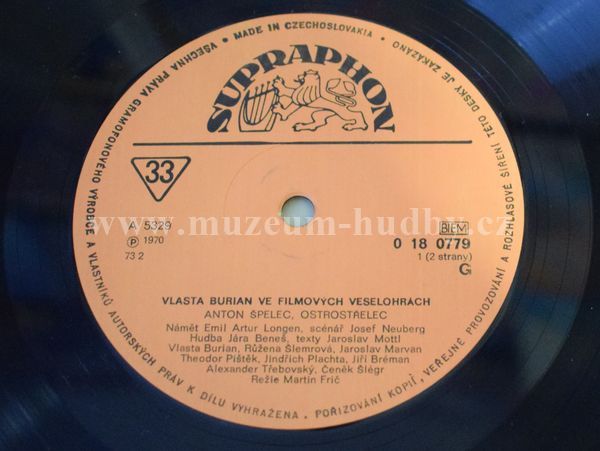 VŠECHNA PRÁVA GRAMOFONOVÉHO VÝROBCE A VLASTNÍKŮ AUTORSKÝCH PRÁV K DÍLU VYHRAŽENA. POŘIZOVÁNÍ KOPIÍ, VEŘEJNÉ PROVOZOVÁNÍ A ROZHLASOVÉ ŠÍŘENÍ TÉTO DESKY JE ZAKÁZÁNO • MADE IN CZECHOSLOVAKIA •
SUPRAPHON
33
www.muzeum-hudby.cz
A 5329
Ⓟ 1970
73 2
BIEM
0 18 0779
1 (2 strany)
G
VLASTA BURIAN VE FILMOVÝCH VESELOHRÁCH
ANTON ŠPELEC, OSTROSTŘELEC
Námět Emil Artur Longen, scénář Josef Neuberg
Hudba Jára Beneš, texty Jaroslav Mottl
Vlasta Burian, Růžena Šlemrová, Jaroslav Marvan
Theodor Pištěk, Jindřich Plachta, Jiří Bréman
Alexander Třebovský, Čeněk Šlégr
Režie Martin Frič